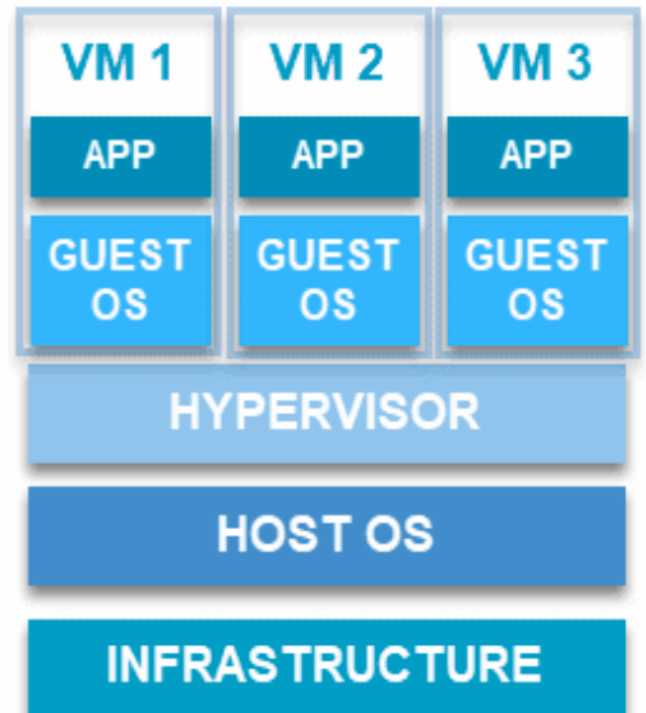 VM 1
VM 2
VM 3
APP
APP
APP
GUEST
OS
GUEST
OS
GUEST
OS
HYPERVISOR
HOST OS
INFRASTRUCTURE